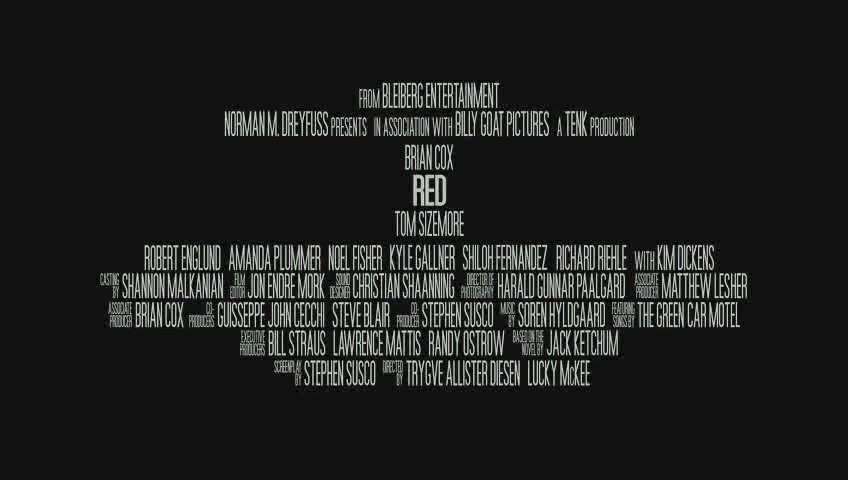 FROM BLEIBERG ENTERTAINMENT
NORMAN M. DREYFUSS PRESENTS IN ASSOCIATION WITH BILLY GOAT PICTURES A TENK PRODUCTION
BRIAN COX
RED
TOM SIZEMORE
ROBERT ENGLUND AMANDA PLUMMER NOEL FISHER KYLE GALLNER SHILOH FERNANDEZ RICHARD RIEHLE WITH KIM DICKENS
CASTING BY SHANNON MALKANIAN FILM EDITOR JON ENDRE MORK SOUND DESIGNER CHRISTIAN SHAANNING DIRECTOR OF PHOTOGRAPHY HARALD GUNNAR PAALGARD ASSOCIATE PRODUCER MATTHEW LESHER
ASSOCIATE PRODUCER BRIAN COX CO-PRODUCERS GUISSEPPE JOHN CECCHI STEVE BLAIR CO-PRODUCER STEPHEN SUSCO MUSIC BY SOREN HYLDGAARD FEATURING SONGS BY THE GREEN CAR MOTEL
EXECUTIVE PRODUCERS BILL STRAUS LAWRENCE MATTIS RANDY OSTROW BASED ON THE NOVEL BY JACK KETCHUM
SCREENPLAY BY STEPHEN SUSCO DIRECTED BY TRYGVE ALLISTER DIESEN LUCKY McKEE